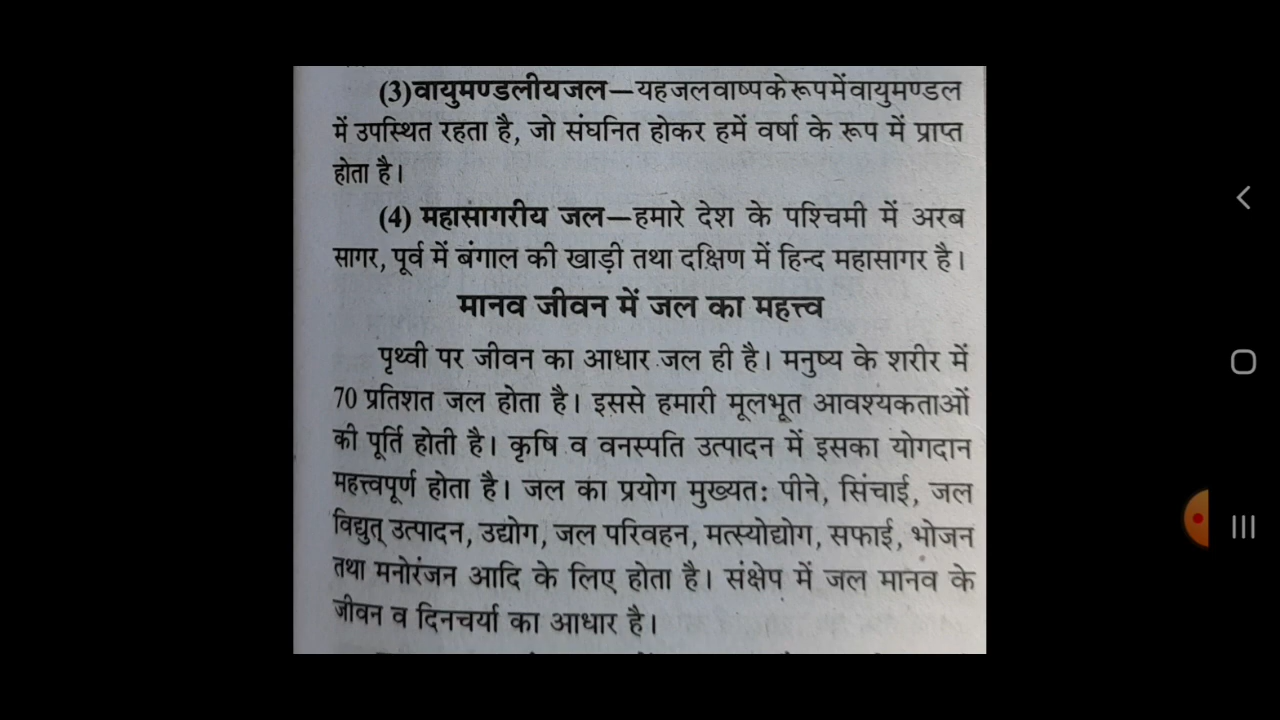 (3) वायुमण्डलीय जल—यह जल वाष्प के रूप में वायुमण्डल
में उपस्थित रहता है, जो संघनित होकर हमें वर्षा के रूप में प्राप्त
होता है।
(4) महासागरीय जल—हमारे देश के पश्चिमी में अरब
सागर, पूर्व में बंगाल की खाड़ी तथा दक्षिण में हिन्द महासागर है।
मानव जीवन में जल का महत्त्व
पृथ्वी पर जीवन का आधार जल ही है। मनुष्य के शरीर में
70 प्रतिशत जल होता है। इससे हमारी मूलभूत आवश्यकताओं
की पूर्ति होती है। कृषि व वनस्पति उत्पादन में इसका योगदान
महत्त्वपूर्ण होता है। जल का प्रयोग मुख्यतः पीने, सिंचाई, जल
विद्युत् उत्पादन, उद्योग, जल परिवहन, मत्स्योद्योग, सफाई, भोजन
तथा मनोरंजन आदि के लिए होता है। संक्षेप में जल मानव के
जीवन व दिनचर्या का आधार है।